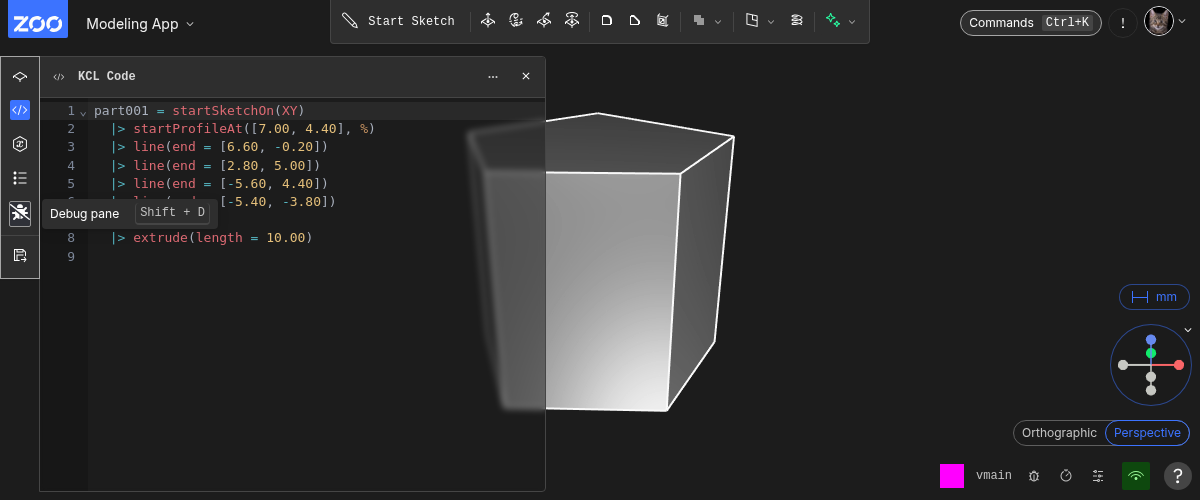 ZOO
Modeling App
Start Sketch
Commands Ctrl+K
!
KCL Code
1 part001 = startSketchOn(XY)
2 |> startProfileAt([7.00, 4.40], %)
3 |> line(end = [6.60, -0.20])
4 |> line(end = [2.80, 5.00])
5 |> line(end = [-5.60, 4.40])
[-5.40, -3.80])
Debug pane Shift + D
8 |> extrude(length = 10.00)
9
mm
Orthographic Perspective
vmain
?